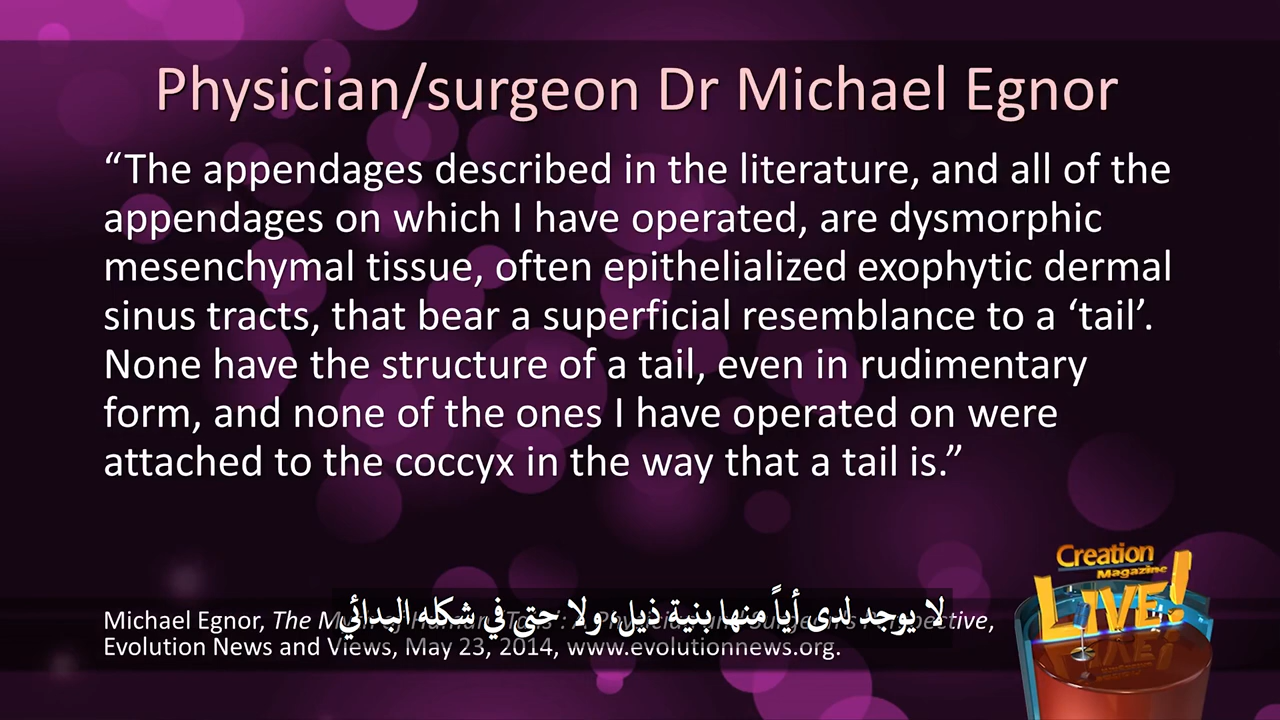 Physician/surgeon Dr Michael Egnor
“The appendages described in the literature, and all of the
appendages on which I have operated, are dysmorphic
mesenchymal tissue, often epithelialized exophytic dermal
sinus tracts, that bear a superficial resemblance to a ‘tail’.
None have the structure of a tail, even in rudimentary
form, and none of the ones I have operated on were
attached to the coccyx in the way that a tail is.”
Michael Egnor, The
لا يوجد لدى أياً منها بنية ذيل، ولا حتى في شكله البدائي
Evolution News and Views, May 23, 2014, www.evolutionnews.org.
Creation
Magazine
LIVE!